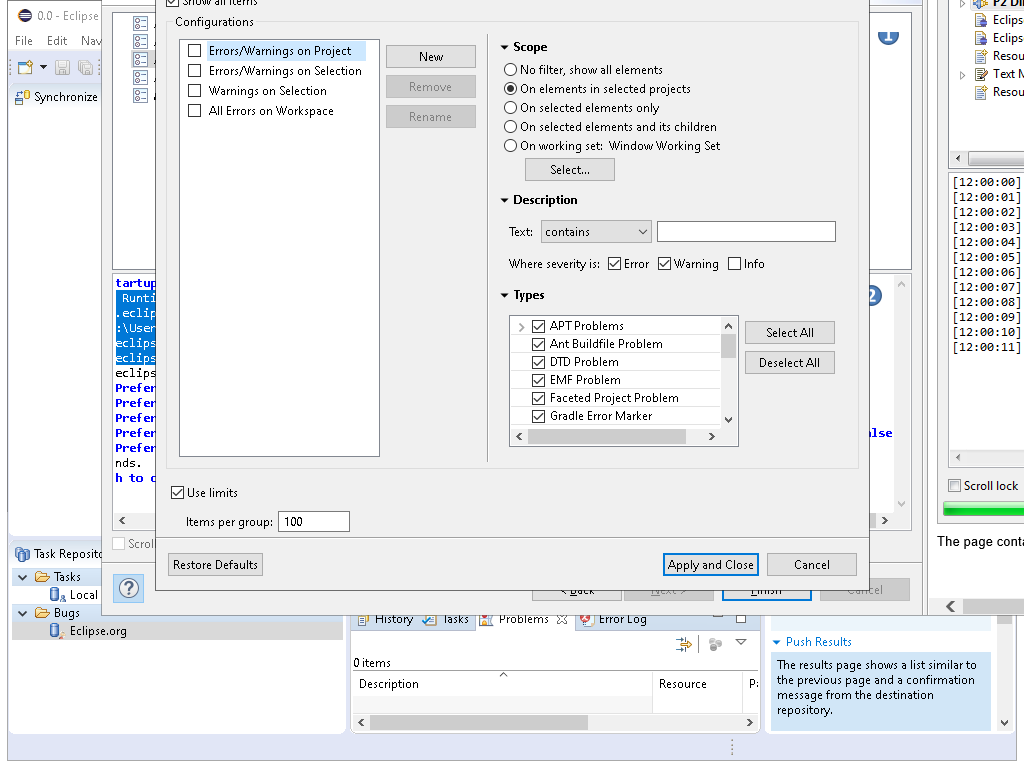 0.0 - Eclipse
File Edit Nav
Synchronize
Show all items
Configurations
Errors/Warnings on Project
Errors/Warnings on Selection
Warnings on Selection
All Errors on Workspace
New
Remove
Rename
Scope
No filter, show all elements
On elements in selected projects
On selected elements only
On selected elements and its children
On working set: Window Working Set
Select...
Description
Text: contains
Where severity is: Error Warning Info
Types
APT Problems
Ant Buildfile Problem
DTD Problem
EMF Problem
Faceted Project Problem
Gradle Error Marker
Select All
Deselect All
Use limits
Items per group: 100
Restore Defaults
Apply and Close
Cancel
tartup
Runti
.eclip
:\User
eclips
eclips
eclips
Prefer
Prefer
Prefer
Prefer
alse
Prefer
nds.
h to c
Scroll
1
2
?
< Back
Next >
Finish
Cancel
P2 Di
Eclips
Eclips
Resou
Text M
Resou
[12:00:00]
[12:00:01]
[12:00:02]
[12:00:03]
[12:00:04]
[12:00:05]
[12:00:06]
[12:00:07]
[12:00:08]
[12:00:09]
[12:00:10]
[12:00:11]
Scroll lock
The page conta
Task Reposito
Tasks
Local
Bugs
Eclipse.org
History Tasks Problems Error Log
0 items
Description Resource Pa
Push Results
The results page shows a list similar to
the previous page and a confirmation
message from the destination
repository.